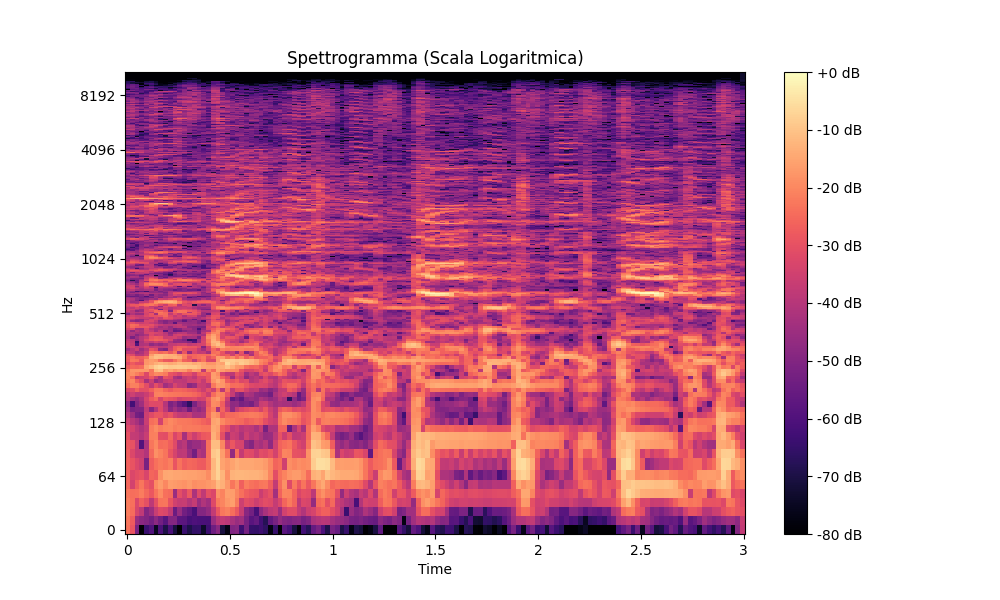 Spettrogramma (Scala Logaritmica)
8192
4096
2048
1024
512
256
128
64
0
Hz
0
0.5
1
1.5
2
2.5
3
Time
+0 dB
-10 dB
-20 dB
-30 dB
-40 dB
-50 dB
-60 dB
-70 dB
-80 dB